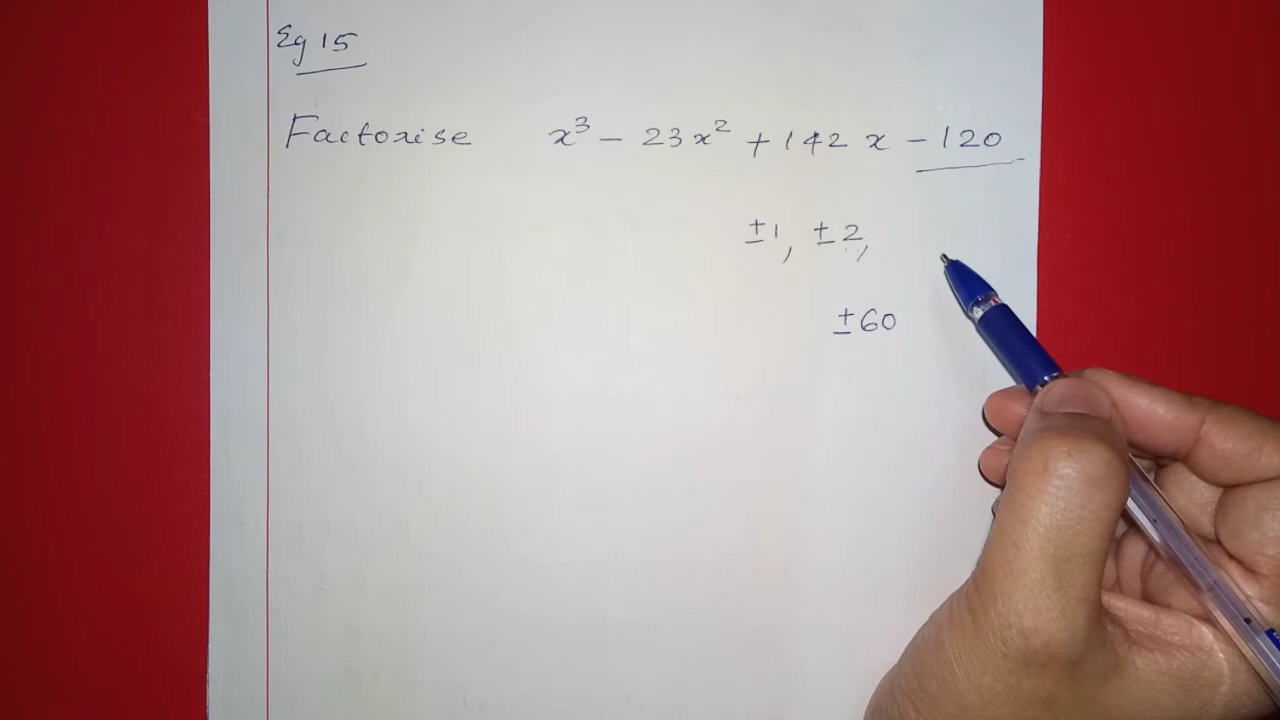 Eg 15
Factorise x³ - 23x² + 142x - 120
±1, ±2,
±60